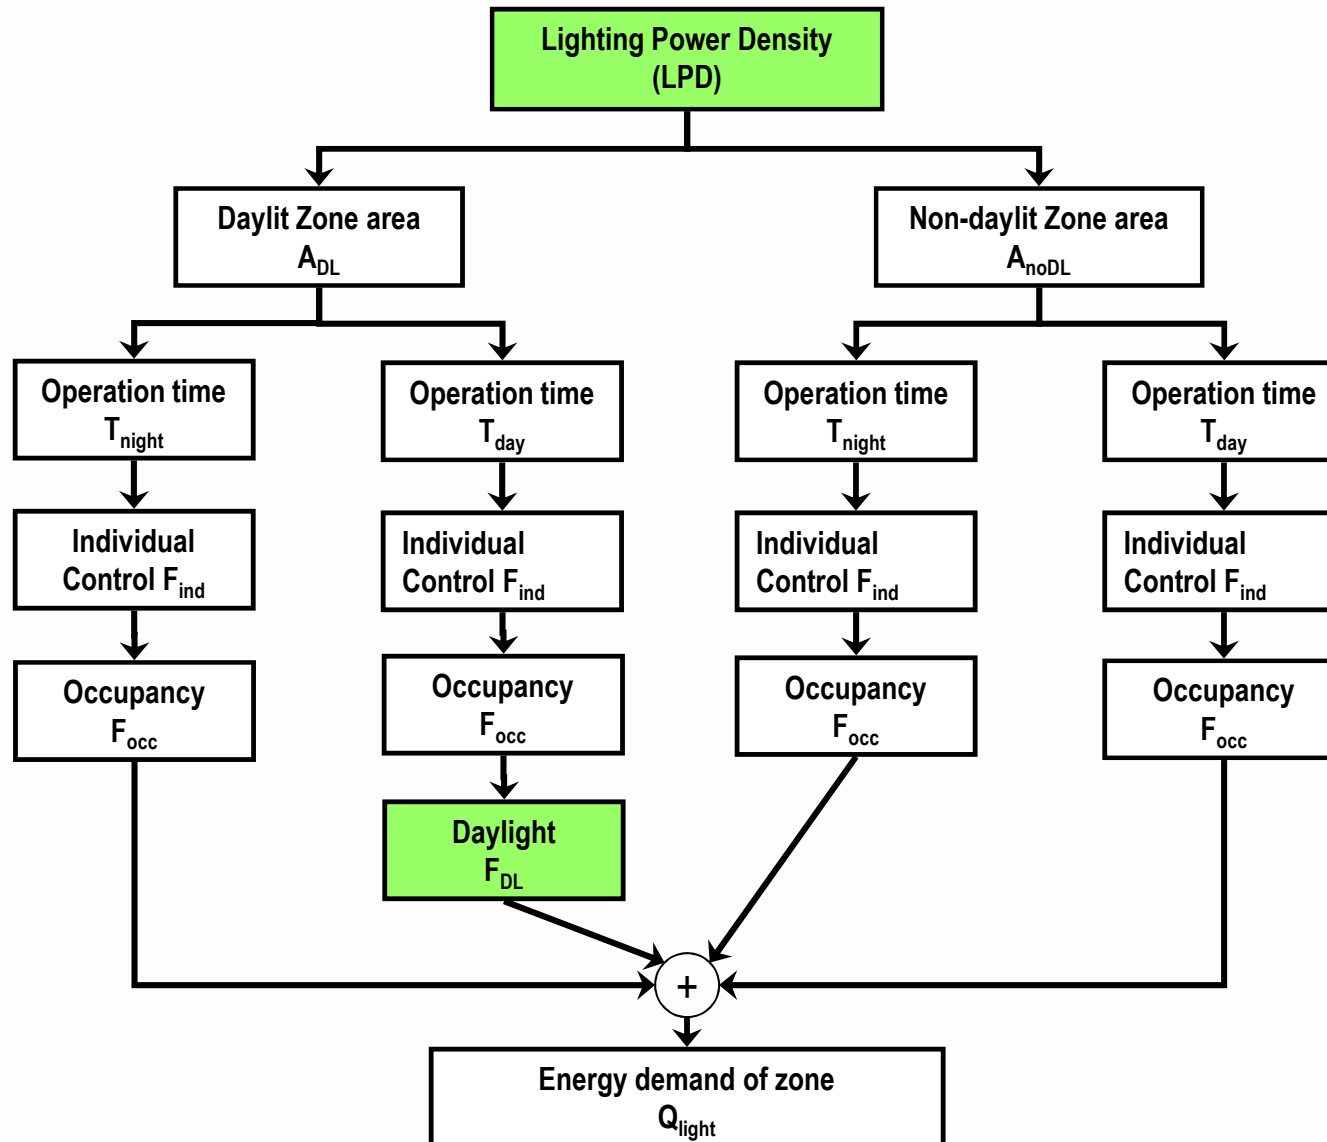 Lighting Power Density
(LPD)
Daylit Zone area
A_DL
Non-daylit Zone area
A_noDL
Operation time
T_night
Operation time
T_day
Operation time
T_night
Operation time
T_day
Individual
Control F_ind
Individual
Control F_ind
Individual
Control F_ind
Individual
Control F_ind
Occupancy
F_occ
Occupancy
F_occ
Occupancy
F_occ
Occupancy
F_occ
Daylight
F_DL
+
Energy demand of zone
Q_light